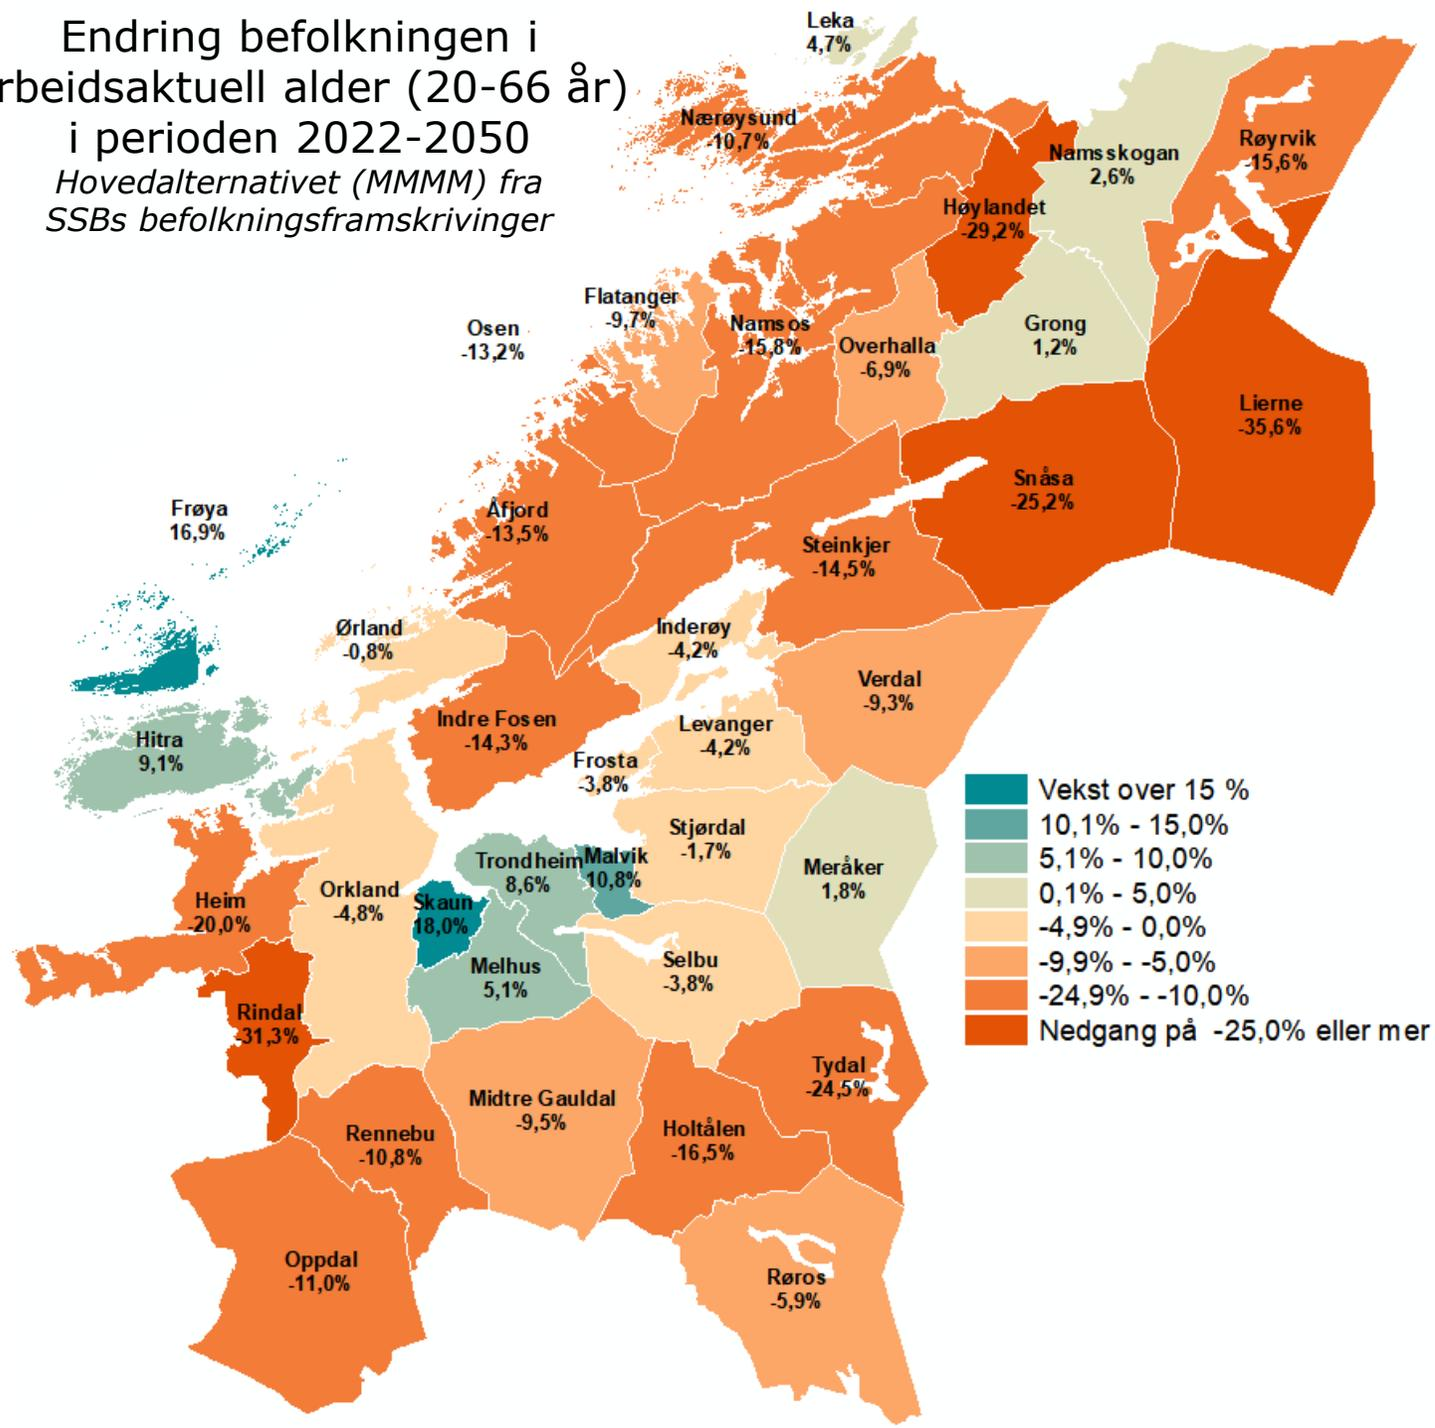 Endring befolkningen i
rbeidsaktuell alder (20-66 år)
i perioden 2022-2050
Hovedalternativet (MMMM) fra
SSBs befolkningsframskrivinger
Leka
4,7%
Nærøysund
-10,7%
Røyrvik
-15,6%
Namsskogan
2,6%
Høylandet
-29,2%
Flatanger
-9,7%
Osen
-13,2%
Namsos
-15,8%
Overhalla
-6,9%
Grong
1,2%
Lierne
-35,6%
Snåsa
-25,2%
Frøya
16,9%
Åfjord
-13,5%
Steinkjer
-14,5%
Ørland
-0,8%
Inderøy
-4,2%
Verdal
-9,3%
Hitra
9,1%
Indre Fosen
-14,3%
Levanger
-4,2%
Frosta
-3,8%
Stjørdal
-1,7%
Trondheim
8,6%
Malvik
10,8%
Meråker
1,8%
Heim
-20,0%
Orkland
-4,8%
Skaun
18,0%
Melhus
5,1%
Selbu
-3,8%
Rindal
-31,3%
Tydal
-24,5%
Midtre Gauldal
-9,5%
Rennebu
-10,8%
Holtålen
-16,5%
Oppdal
-11,0%
Røros
-5,9%
Vekst over 15 %
10,1% - 15,0%
5,1% - 10,0%
0,1% - 5,0%
-4,9% - 0,0%
-9,9% - -5,0%
-24,9% - -10,0%
Nedgang på -25,0% eller mer